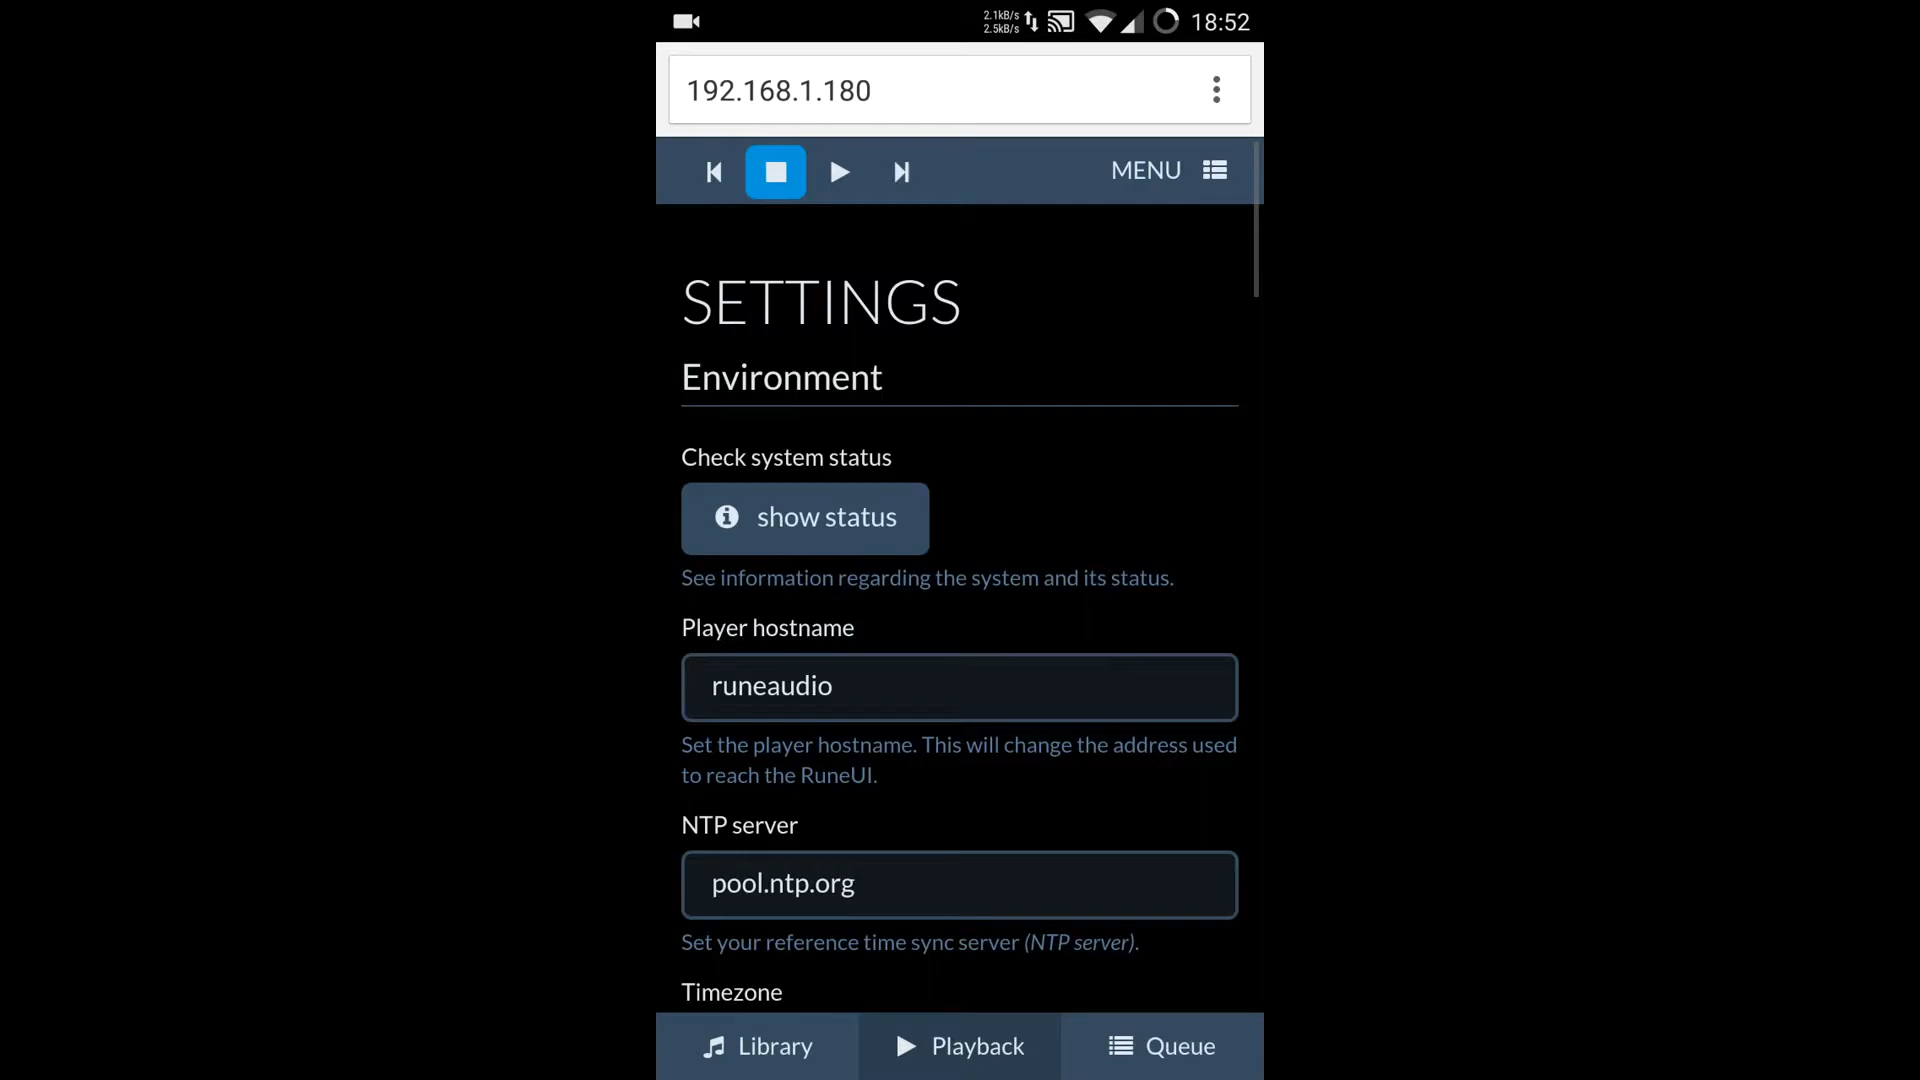 2.1kB/s
2.5kB/s
18:52
192.168.1.180
MENU
SETTINGS
Environment
Check system status
show status
See information regarding the system and its status.
Player hostname
runeaudio
Set the player hostname. This will change the address used
to reach the RuneUI.
NTP server
pool.ntp.org
Set your reference time sync server (NTP server).
Timezone
Library
Playback
Queue